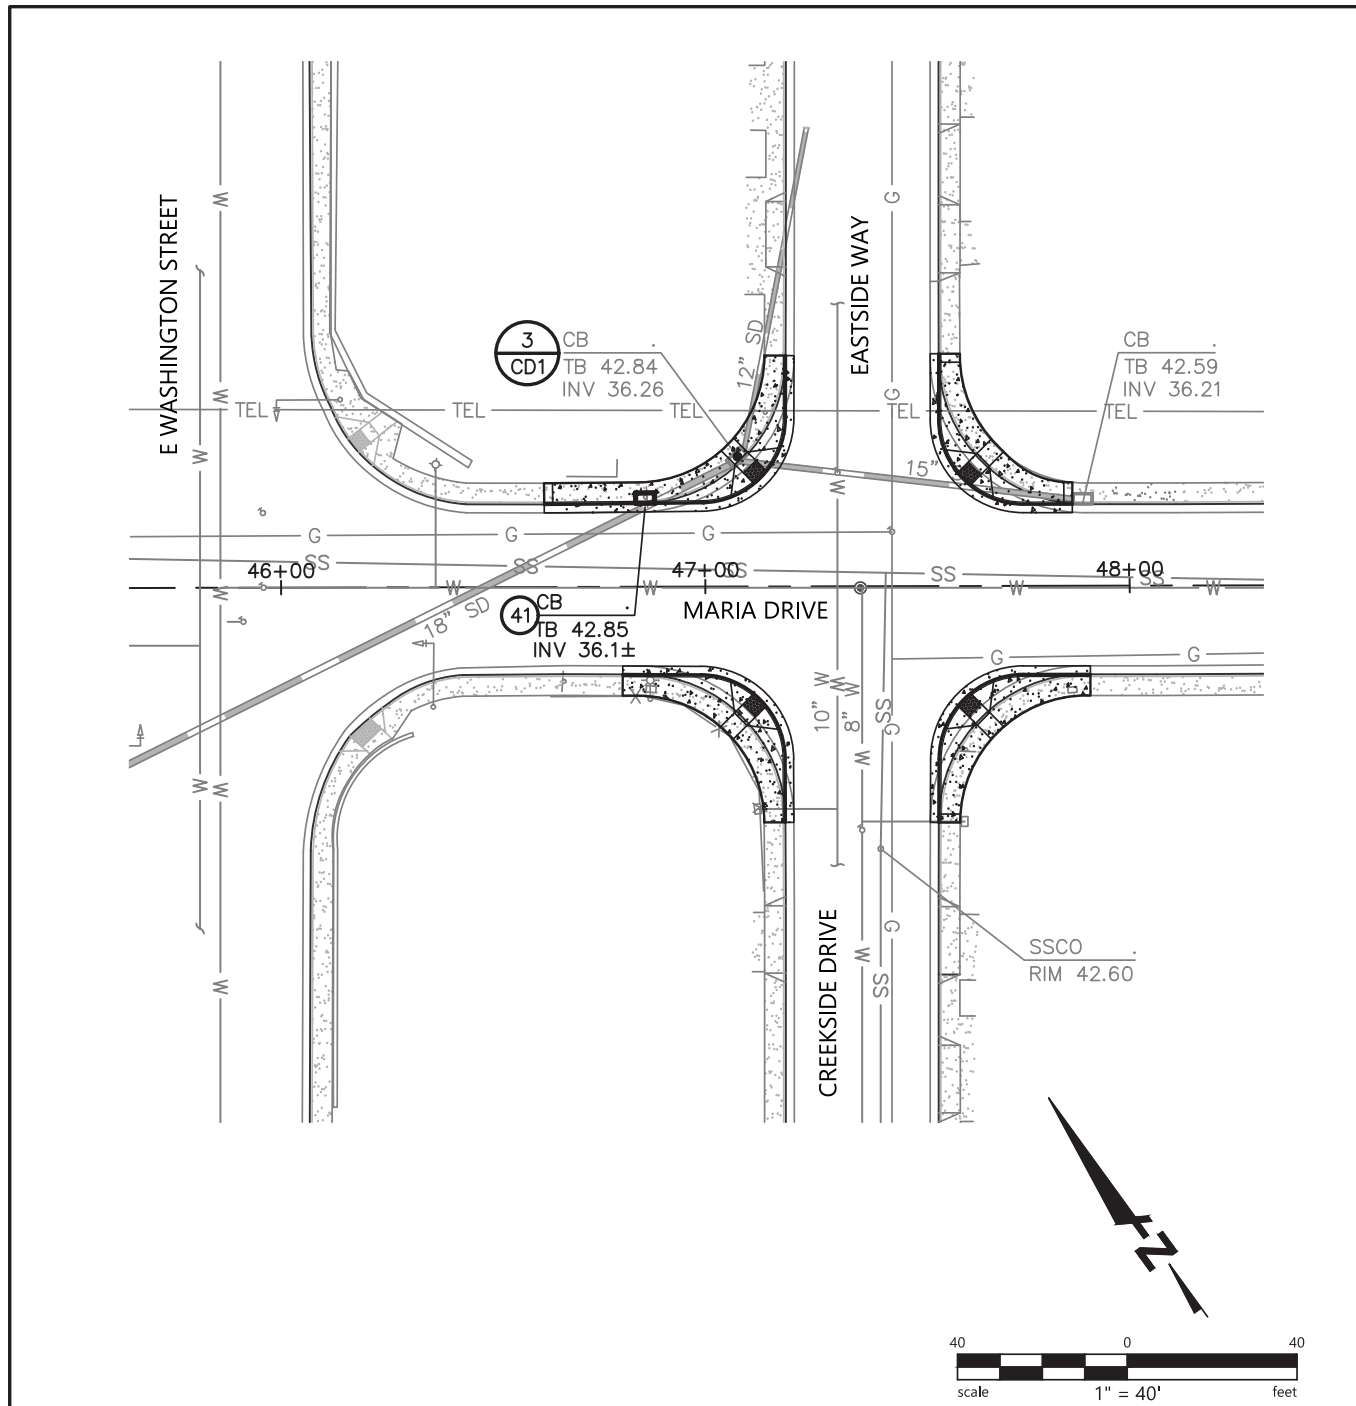 E WASHINGTON STREET
W
W
W
W
W
W
W
W
EASTSIDE WAY
G
G
12” SD
3
CD1
CB
TB 42.84
INV 36.26
CB
TB 42.59
INV 36.21
TEL
TEL
TEL
TEL
TEL
15”
W
G
G
G
SS
SS
SS
SS
SS
46+00
47+00
48+00
W
W
W
W
MARIA DRIVE
18” SD
41
CB
TB 42.85
INV 36.1±
G
G
W
W
10”
8”
SS
G
W
G
W
SS
CREEKSIDE DRIVE
SSCO
RIM 42.60
N
40
0
40
scale
1" = 40'
feet